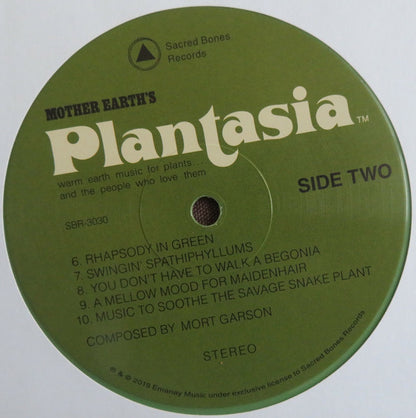 Sacred Bones
Records
MOTHER EARTH'S
Plantasia™
warm earth music for plants....
and the people who love them
SIDE TWO
SBR-3030
6. RHAPSODY IN GREEN
7. SWINGIN' SPATHIPHYLLUMS
8. YOU DON'T HAVE TO WALK A BEGONIA
9. A MELLOW MOOD FOR MAIDENHAIR
10. MUSIC TO SOOTHE THE SAVAGE SNAKE PLANT
COMPOSED BY MORT GARSON
STEREO
℗ & © 2019 Emanay Music under exclusive license to Sacred Bones Records